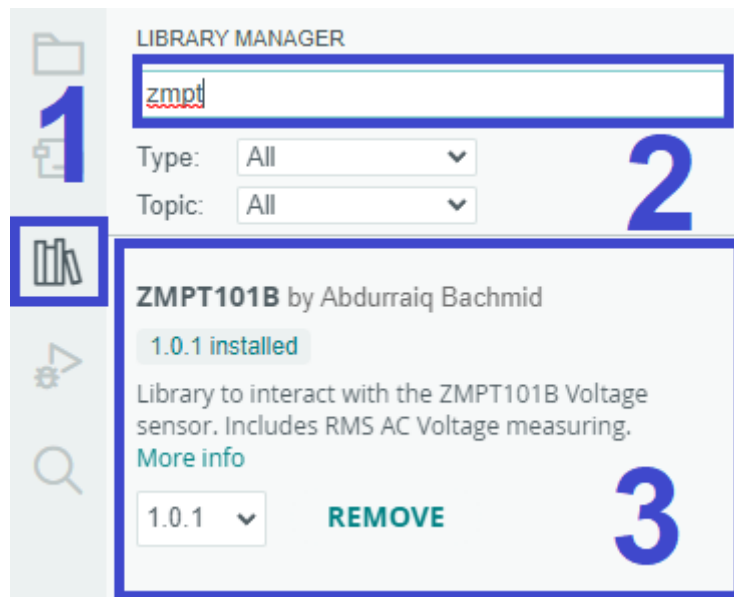 LIBRARY MANAGER
zmpt
1
Type: All
2
Topic: All
ZMPT101B by Abdurraiq Bachmid
1.0.1 installed
Library to interact with the ZMPT101B Voltage
sensor. Includes RMS AC Voltage measuring.
More info
1.0.1 REMOVE
3